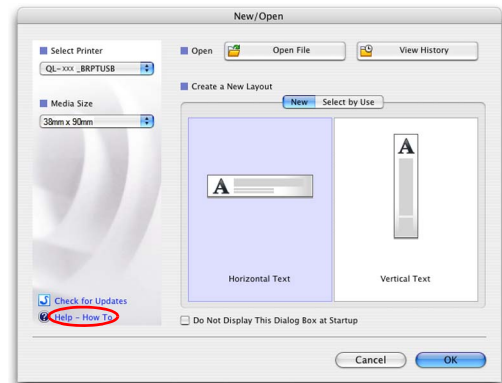 New/Open
Select Printer
QL-xxx_BRPTUSB
Media Size
38mm x 90mm
Check for Updates
Help - How To
Open
Open File
View History
Create a New Layout
New
Select by Use
A
A
Horizontal Text
Vertical Text
Do Not Display This Dialog Box at Startup
Cancel
OK